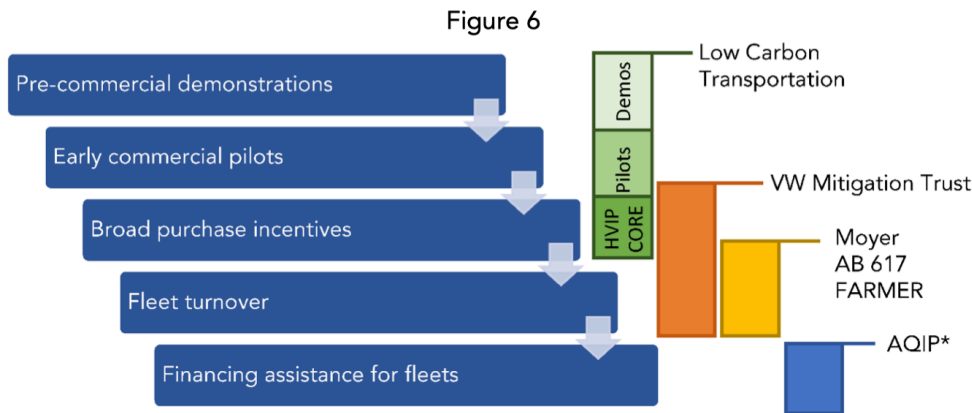 Figure 6
Pre-commercial demonstrations
Early commercial pilots
Broad purchase incentives
Fleet turnover
Financing assistance for fleets
Demos
Pilots
HVIP
CORE
Low Carbon
Transportation
VW Mitigation Trust
Moyer
AB 617
FARMER
AQIP*